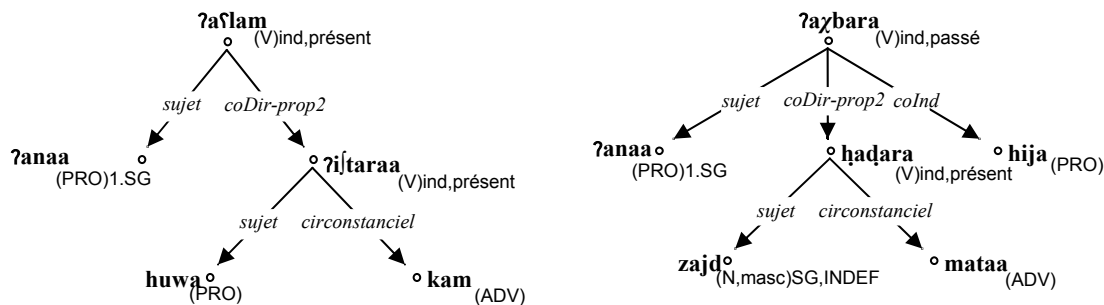 ʔaʕlam ʔaχbara
(V)ind,présent (V)ind,passé
sujet coDir-prop2 sujet coDir-prop2 coInd
ʔanaa ʔiʃtaraa ʔanaa ḥaḍara hija
(PRO)1.SG (V)ind,présent (PRO)1.SG (V)ind,présent (PRO)
sujet circonstanciel sujet circonstanciel
huwa kam zajd mataa
(PRO) (ADV) (N,masc)SG,INDEF (ADV)